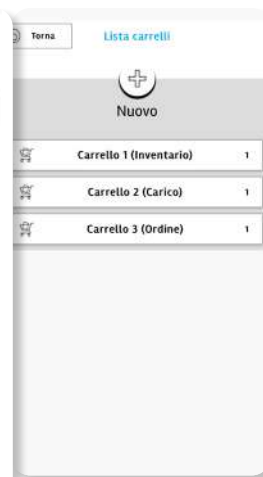 Torna
Lista carrelli
Nuovo
Carrello 1 (Inventario) 1
Carrello 2 (Carico) 1
Carrello 3 (Ordine) 1